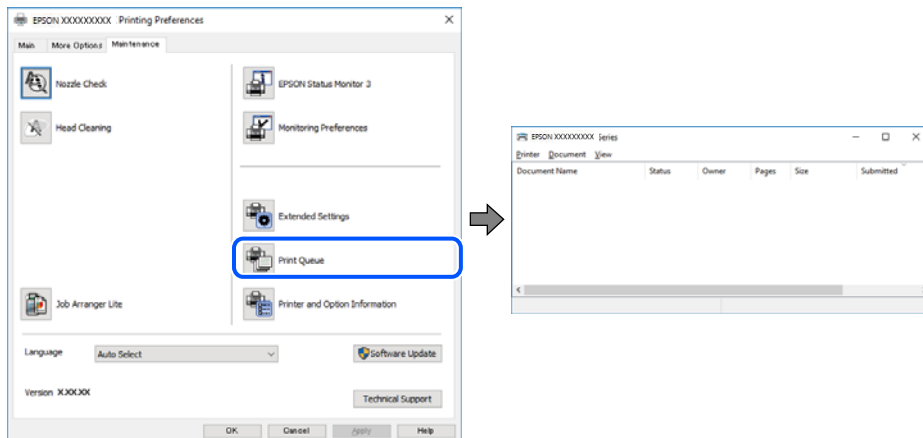 EPSON XXXXXXXXX Printing Preferences
Main More Options Maintenance
Nozzle Check
EPSON Status Monitor 3
Head Cleaning
Monitoring Preferences
Extended Settings
Print Queue
Job Arranger Lite
Printer and Option Information
Language Auto Select
Software Update
Version X.XX.XX
Technical Support
OK Cancel Apply Help
EPSON XXXXXXXXX Series
Printer Document View
Document Name Status Owner Pages Size Submitted